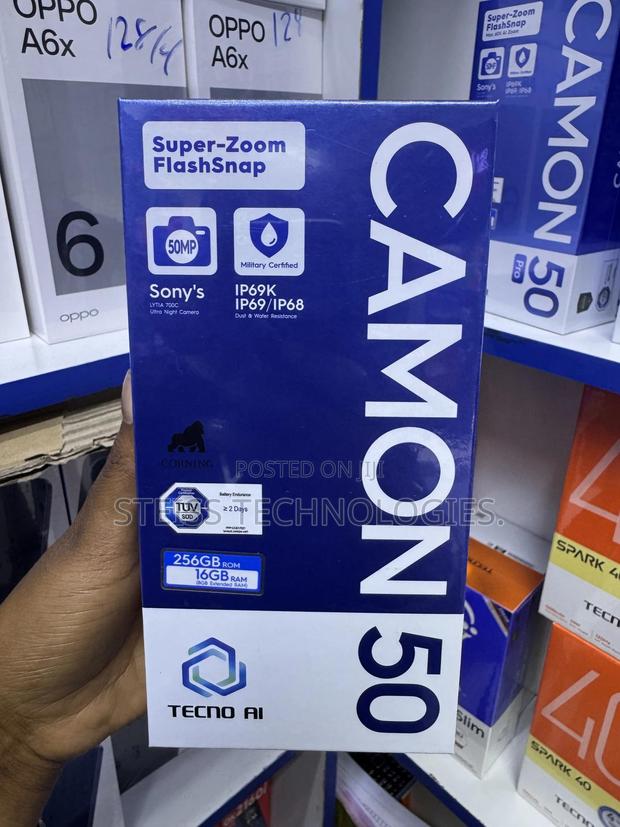 OPPO
A6x
128/4
OPPO
A6x
6
oppo
Super-Zoom
FlashSnap
50MP
Sony's
LYTIA 700C
Ultra Night Camera
Military Certified
IP69K
IP69/IP68
Dust & Water Resistance
CAMON 50
CORNING
TÜV
SÜD
Battery Endurance
≥2 Days
256GB ROM
16GB RAM
(8GB Extended RAM)
TECNO AI
POSTED ON JIJI
Super-Zoom
FlashSnap
Sony's
CAMON 50
Pro
SPARK 40
TECNO
Slim
40
SPARK 40